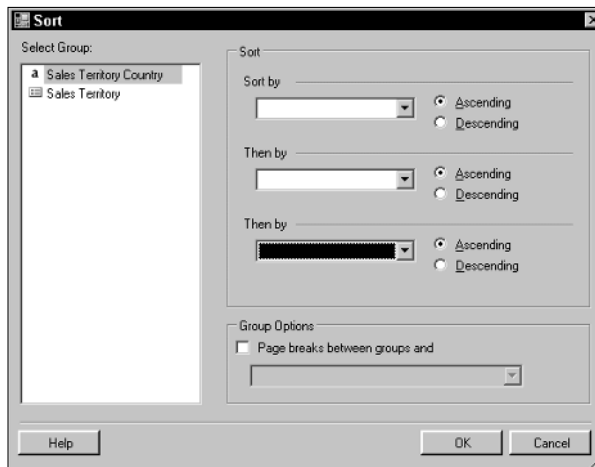 Sort
Select Group:
a Sales Territory Country
Sales Territory
Sort
Sort by
Ascending
Descending
Then by
Ascending
Descending
Then by
Ascending
Descending
Group Options
Page breaks between groups and
Help
OK
Cancel